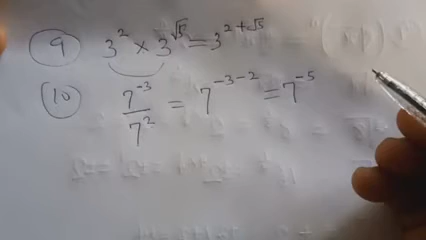 9 3² × 3^√5 = 3^2+√5
10 7^-3 / 7² = 7^-3-2 = 7^-5